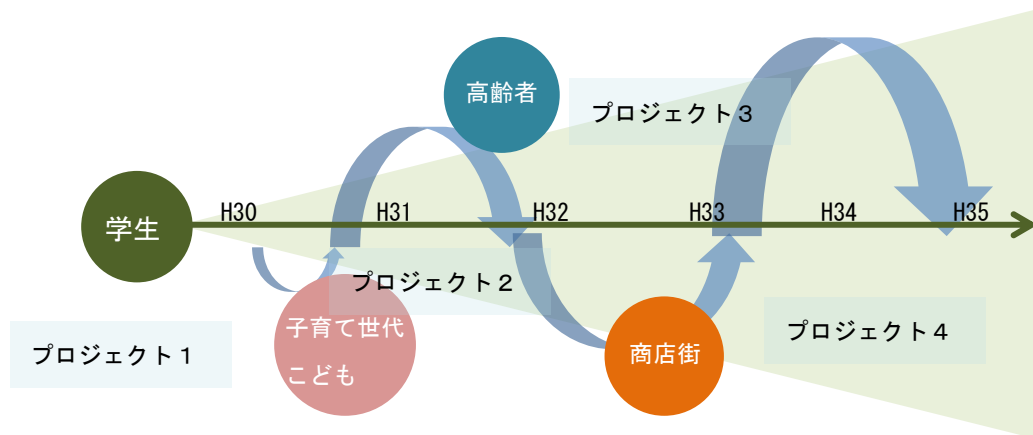 高齢者
プロジェクト３
学生
H30
H31
H32
H33
H34
H35
プロジェクト２
子育て世代
こども
プロジェクト１
商店街
プロジェクト４